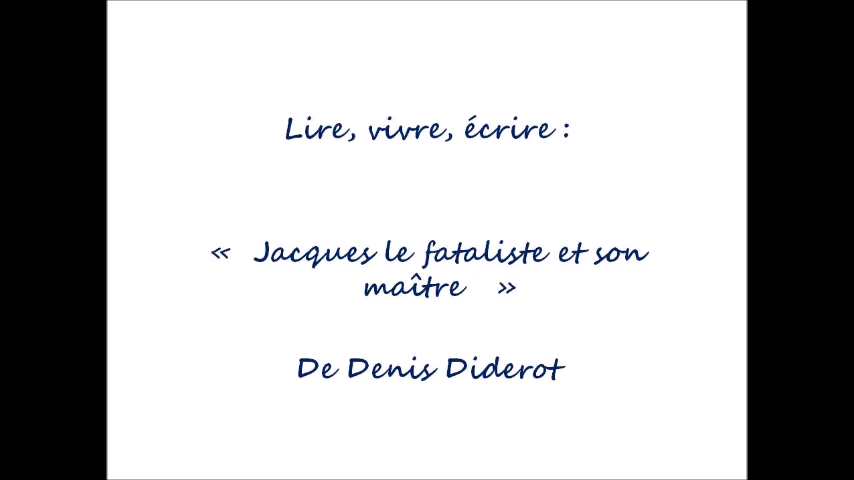 Lire, vivre, écrire :
« Jacques le fataliste et son
maître »
De Denis Diderot